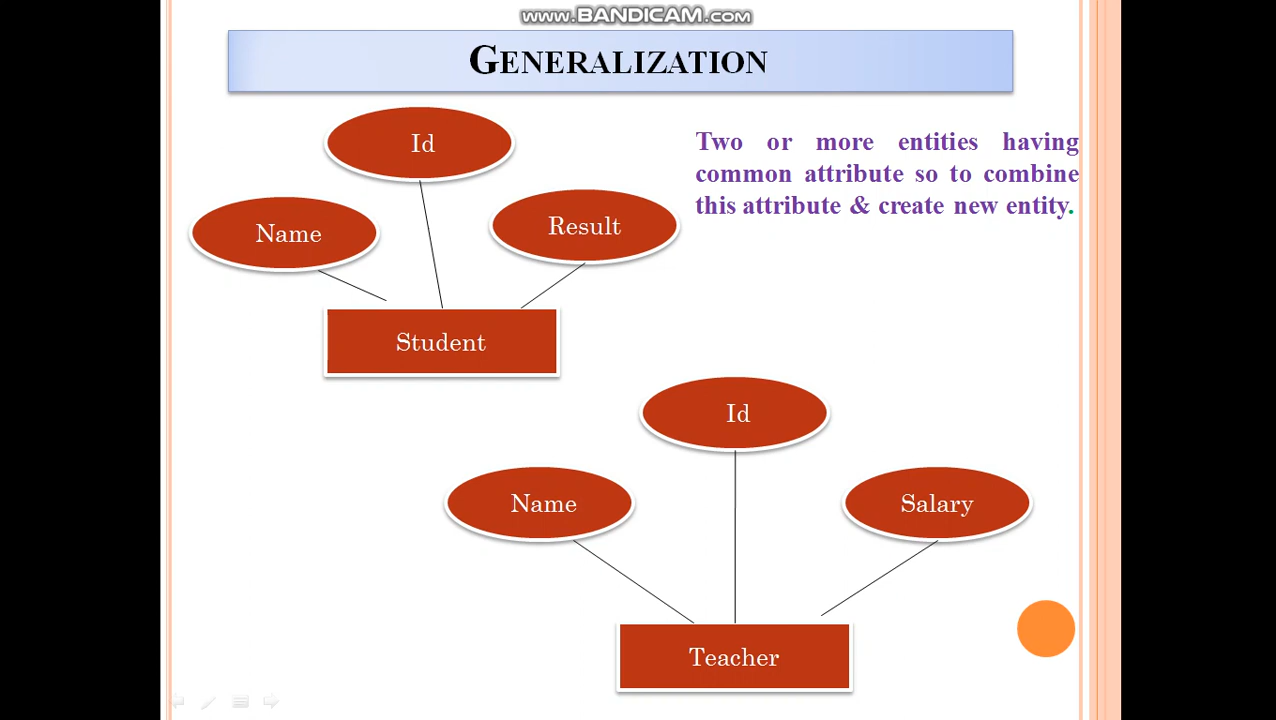 www.BANDICAM.com
GENERALIZATION
Id
Two or more entities having
common attribute so to combine
this attribute & create new entity.
Name
Result
Student
Id
Name
Salary
Teacher